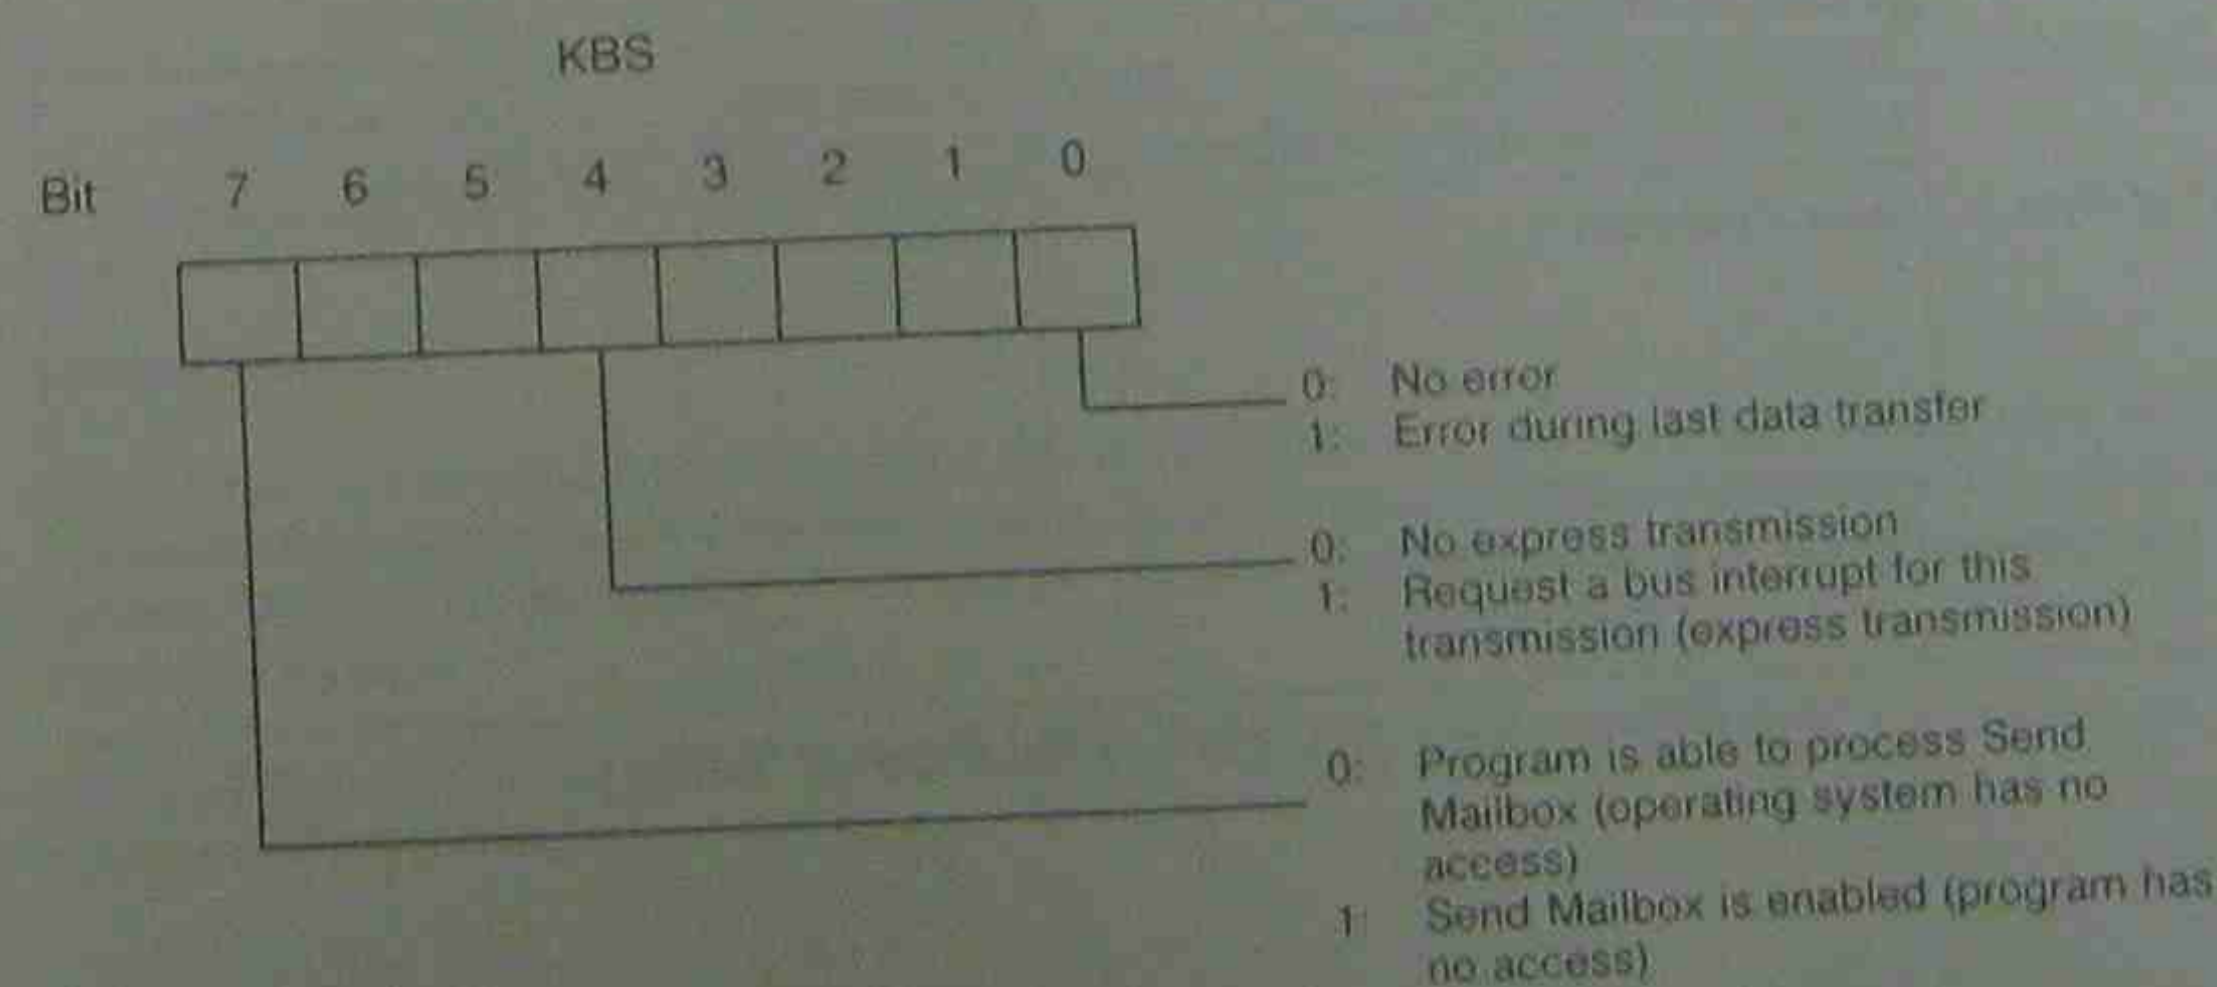 KBS
Bit 7 6 5 4 3 2 1 0
0: No error
1: Error during last data transfer
0: No express transmission
1: Request a bus interrupt for this
transmission (express transmission)
0: Program is able to process Send
Mailbox (operating system has no
access)
1: Send Mailbox is enabled (program has
no access)